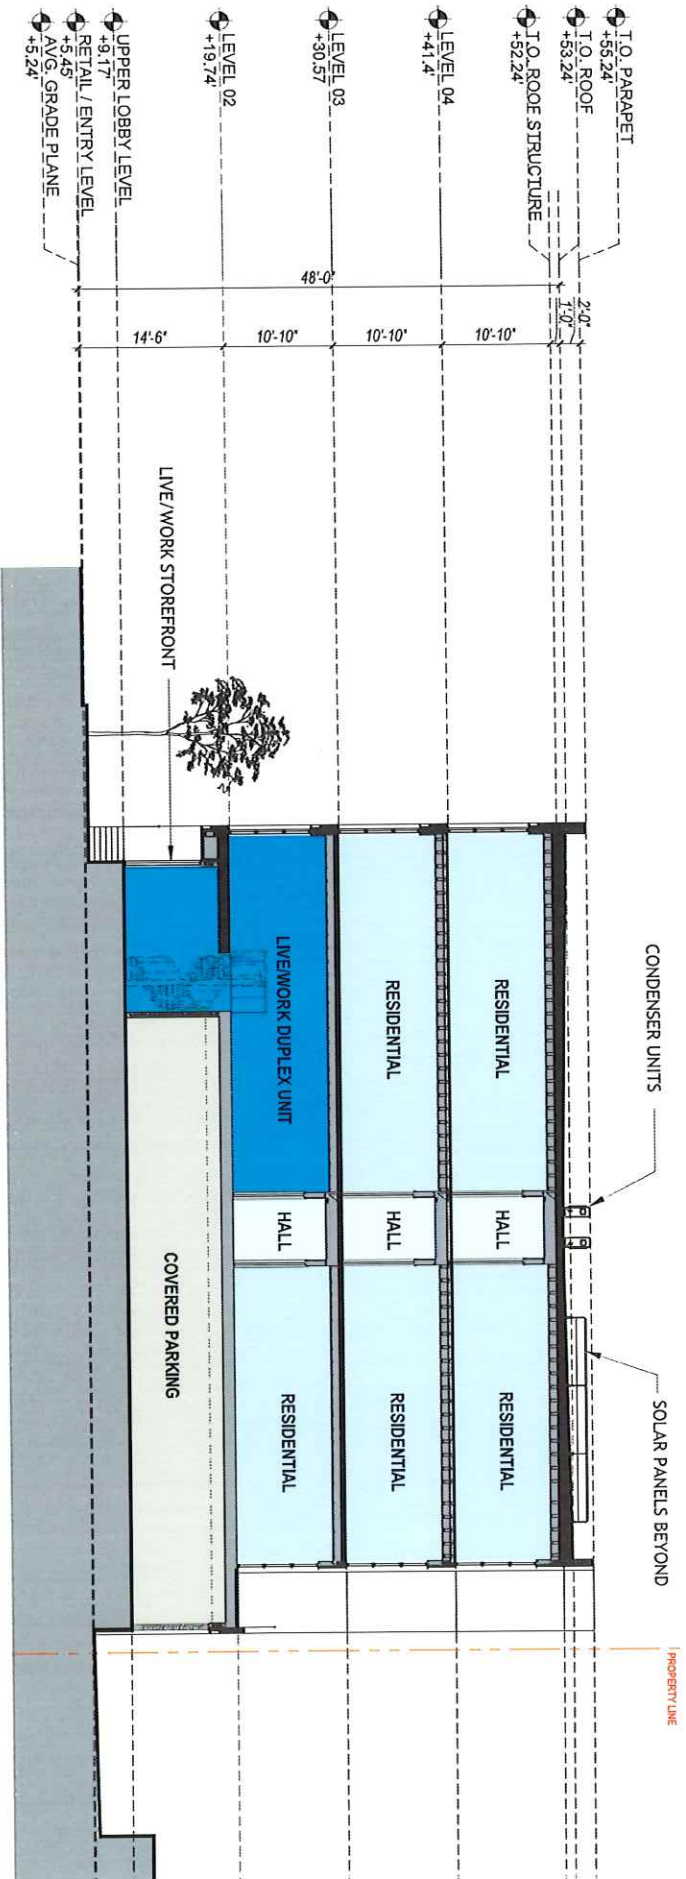 T.O. PARAPET
+55.24'
T.O. ROOF
+53.24'
T.O. ROOF STRUCTURE
+52.24'
LEVEL 04
+41.4'
LEVEL 03
+30.57
LEVEL 02
+19.74'
UPPER LOBBY LEVEL
+9.17'
RETAIL / ENTRY LEVEL
+5.45'
AVG. GRADE PLANE
+5.24'
2'-0"
1'-0"
48'-0"
10'-10"
10'-10"
10'-10"
14'-6"
LIVE/WORK STOREFRONT
CONDENSER UNITS
SOLAR PANELS BEYOND
PROPERTY LINE
RESIDENTIAL
HALL
RESIDENTIAL
RESIDENTIAL
HALL
RESIDENTIAL
LIVE/WORK DUPLEX UNIT
HALL
RESIDENTIAL
COVERED PARKING